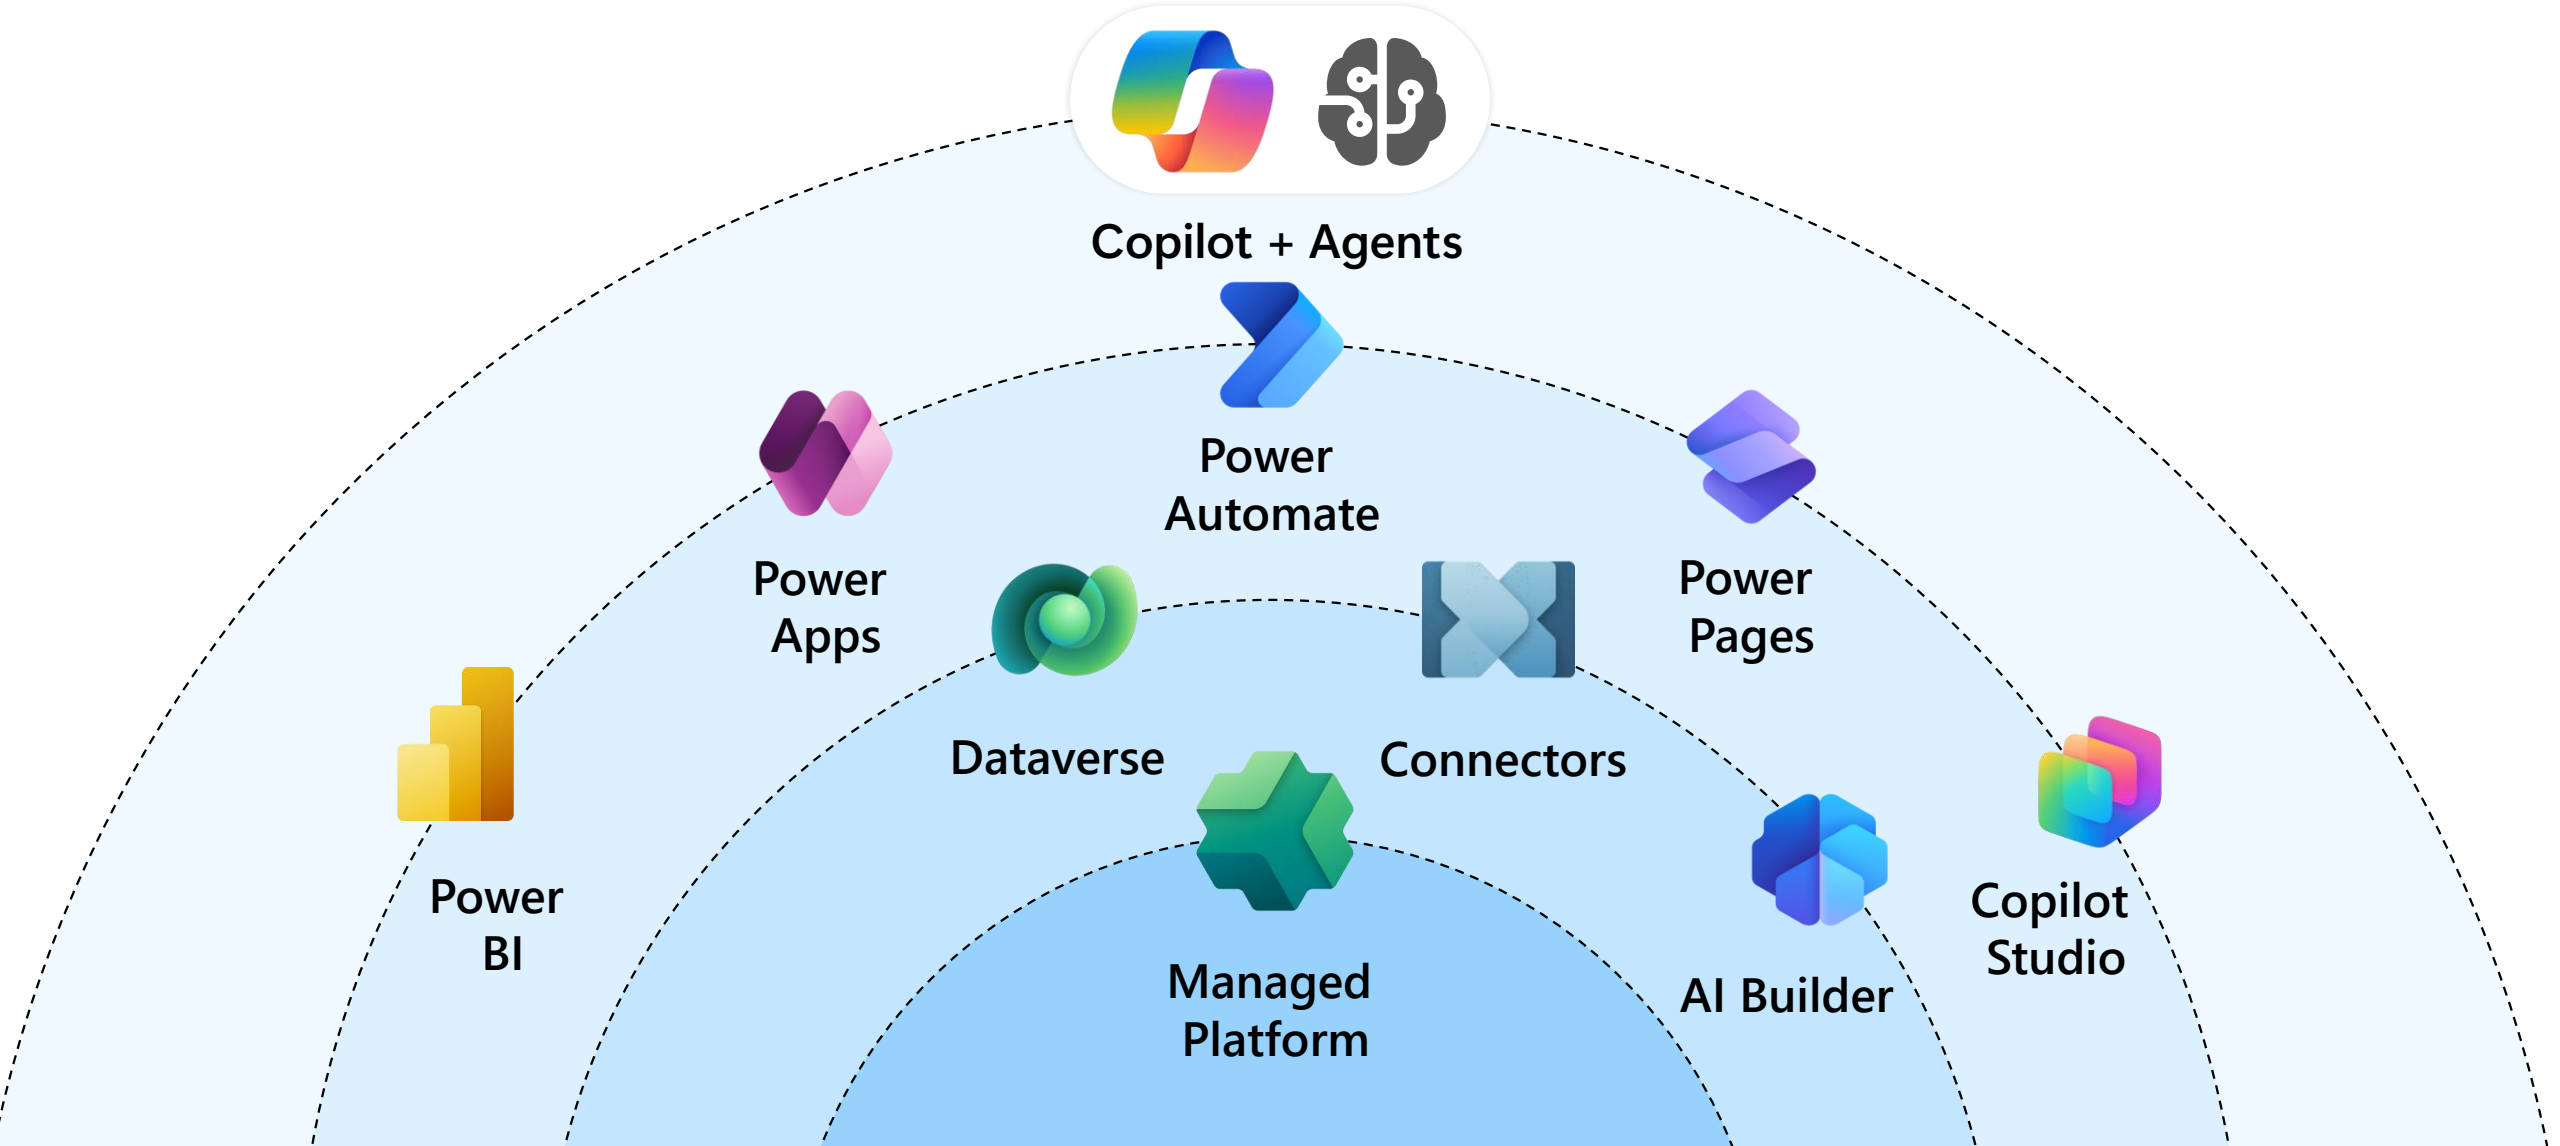 Copilot + Agents
Power
Automate
Power
Apps
Power
Pages
Dataverse
Connectors
Power
BI
Copilot
Studio
Managed
Platform
AI Builder